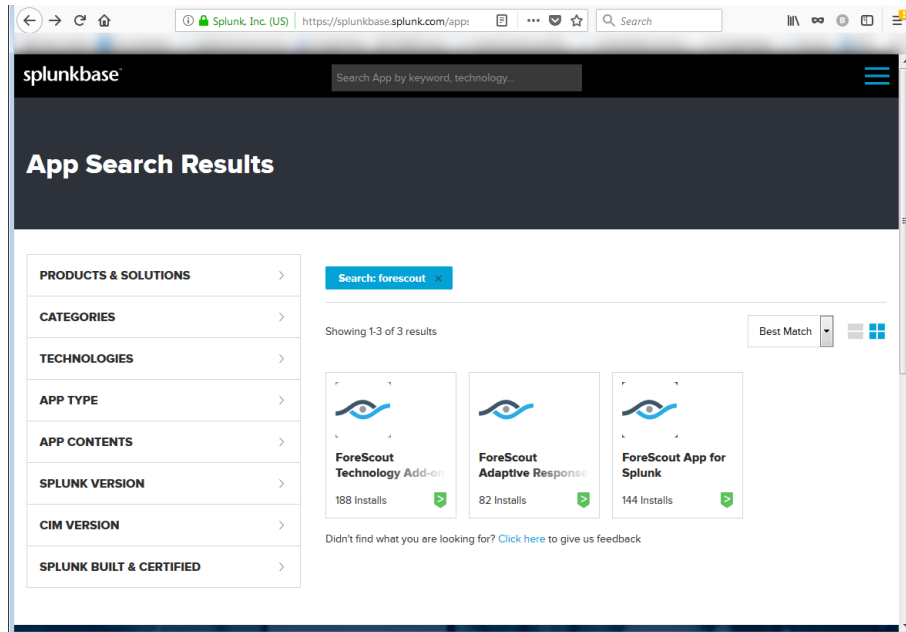 Splunk, Inc. (US) https://splunkbase.splunk.com/apps
Search
splunkbase
Search App by keyword, technology...
App Search Results
PRODUCTS & SOLUTIONS
CATEGORIES
TECHNOLOGIES
APP TYPE
APP CONTENTS
SPLUNK VERSION
CIM VERSION
SPLUNK BUILT & CERTIFIED
Search: forescout ×
Showing 1-3 of 3 results
Best Match
ForeScout
Technology Add-on
188 Installs
ForeScout
Adaptive Response
82 Installs
ForeScout App for
Splunk
144 Installs
Didn't find what you are looking for? Click here to give us feedback